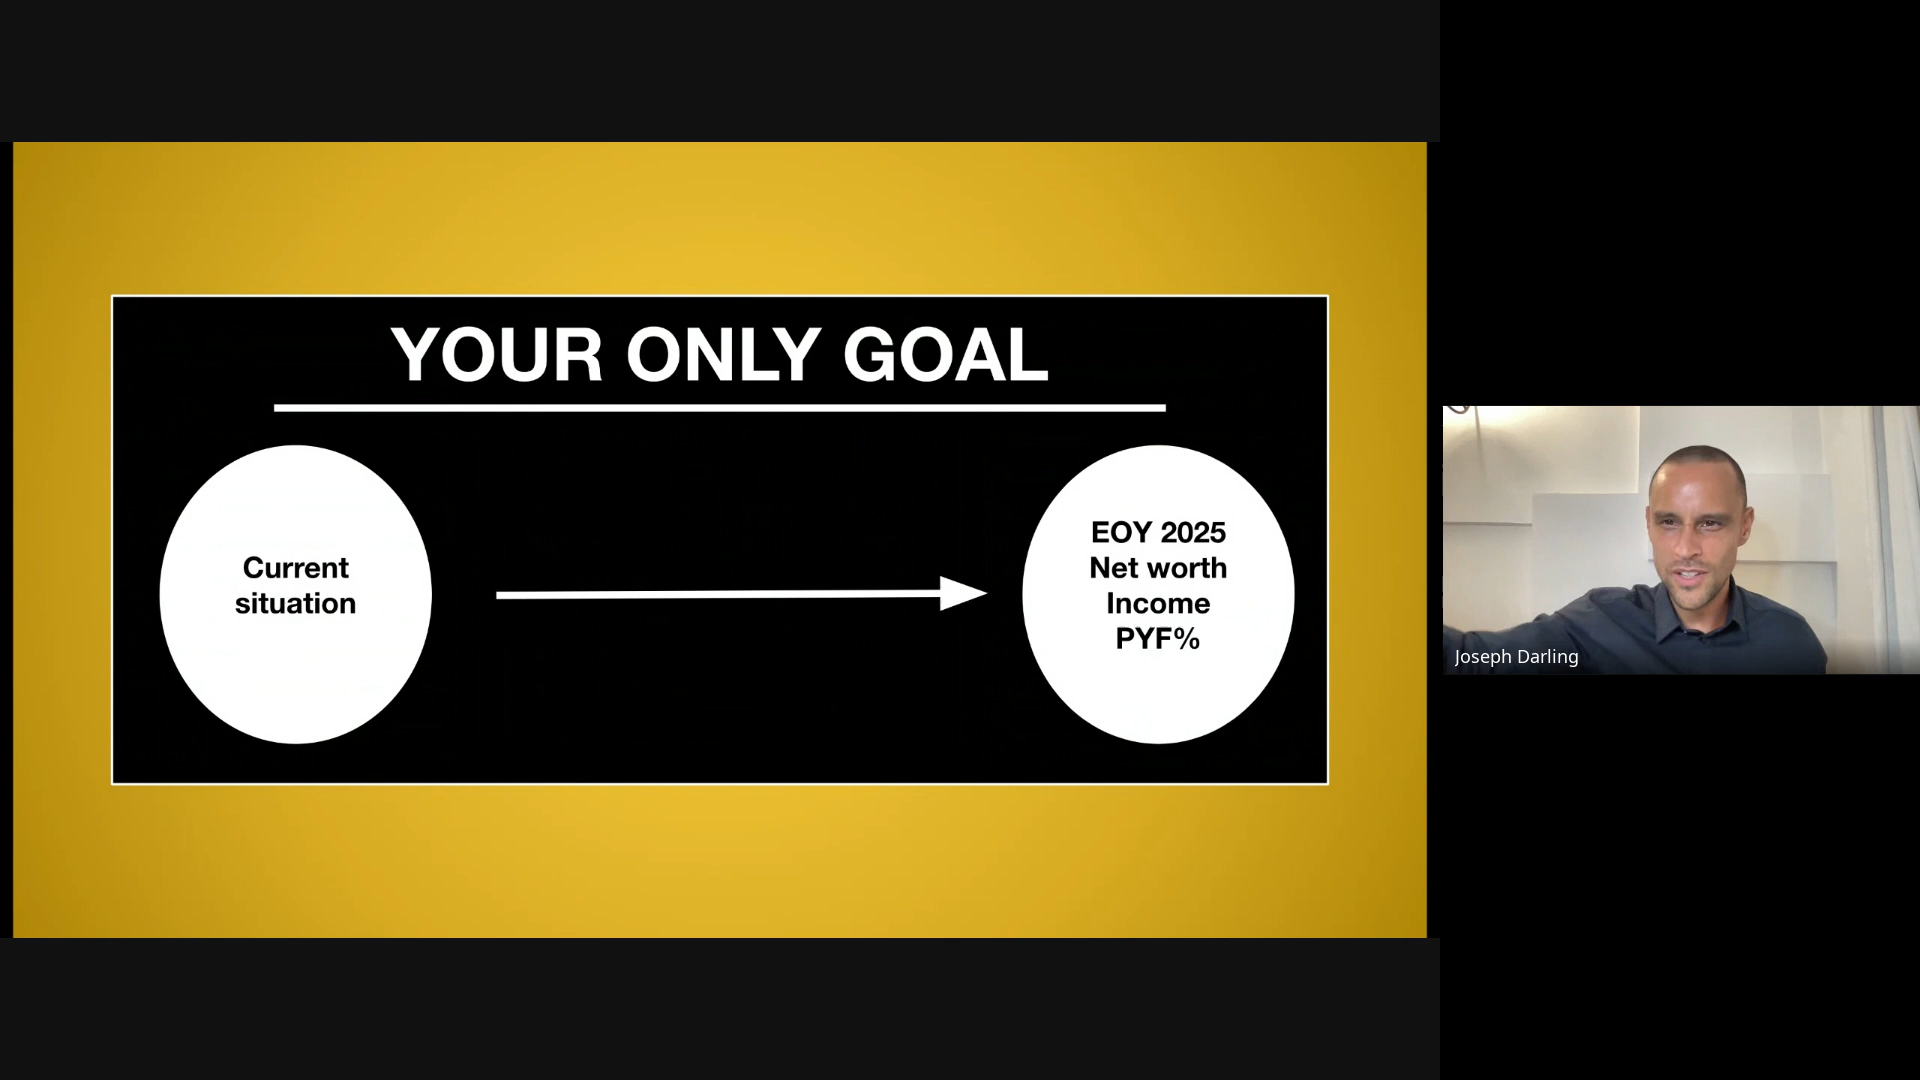 YOUR ONLY GOAL
Current
situation
EOY 2025
Net worth
Income
PYF%
Joseph Darling